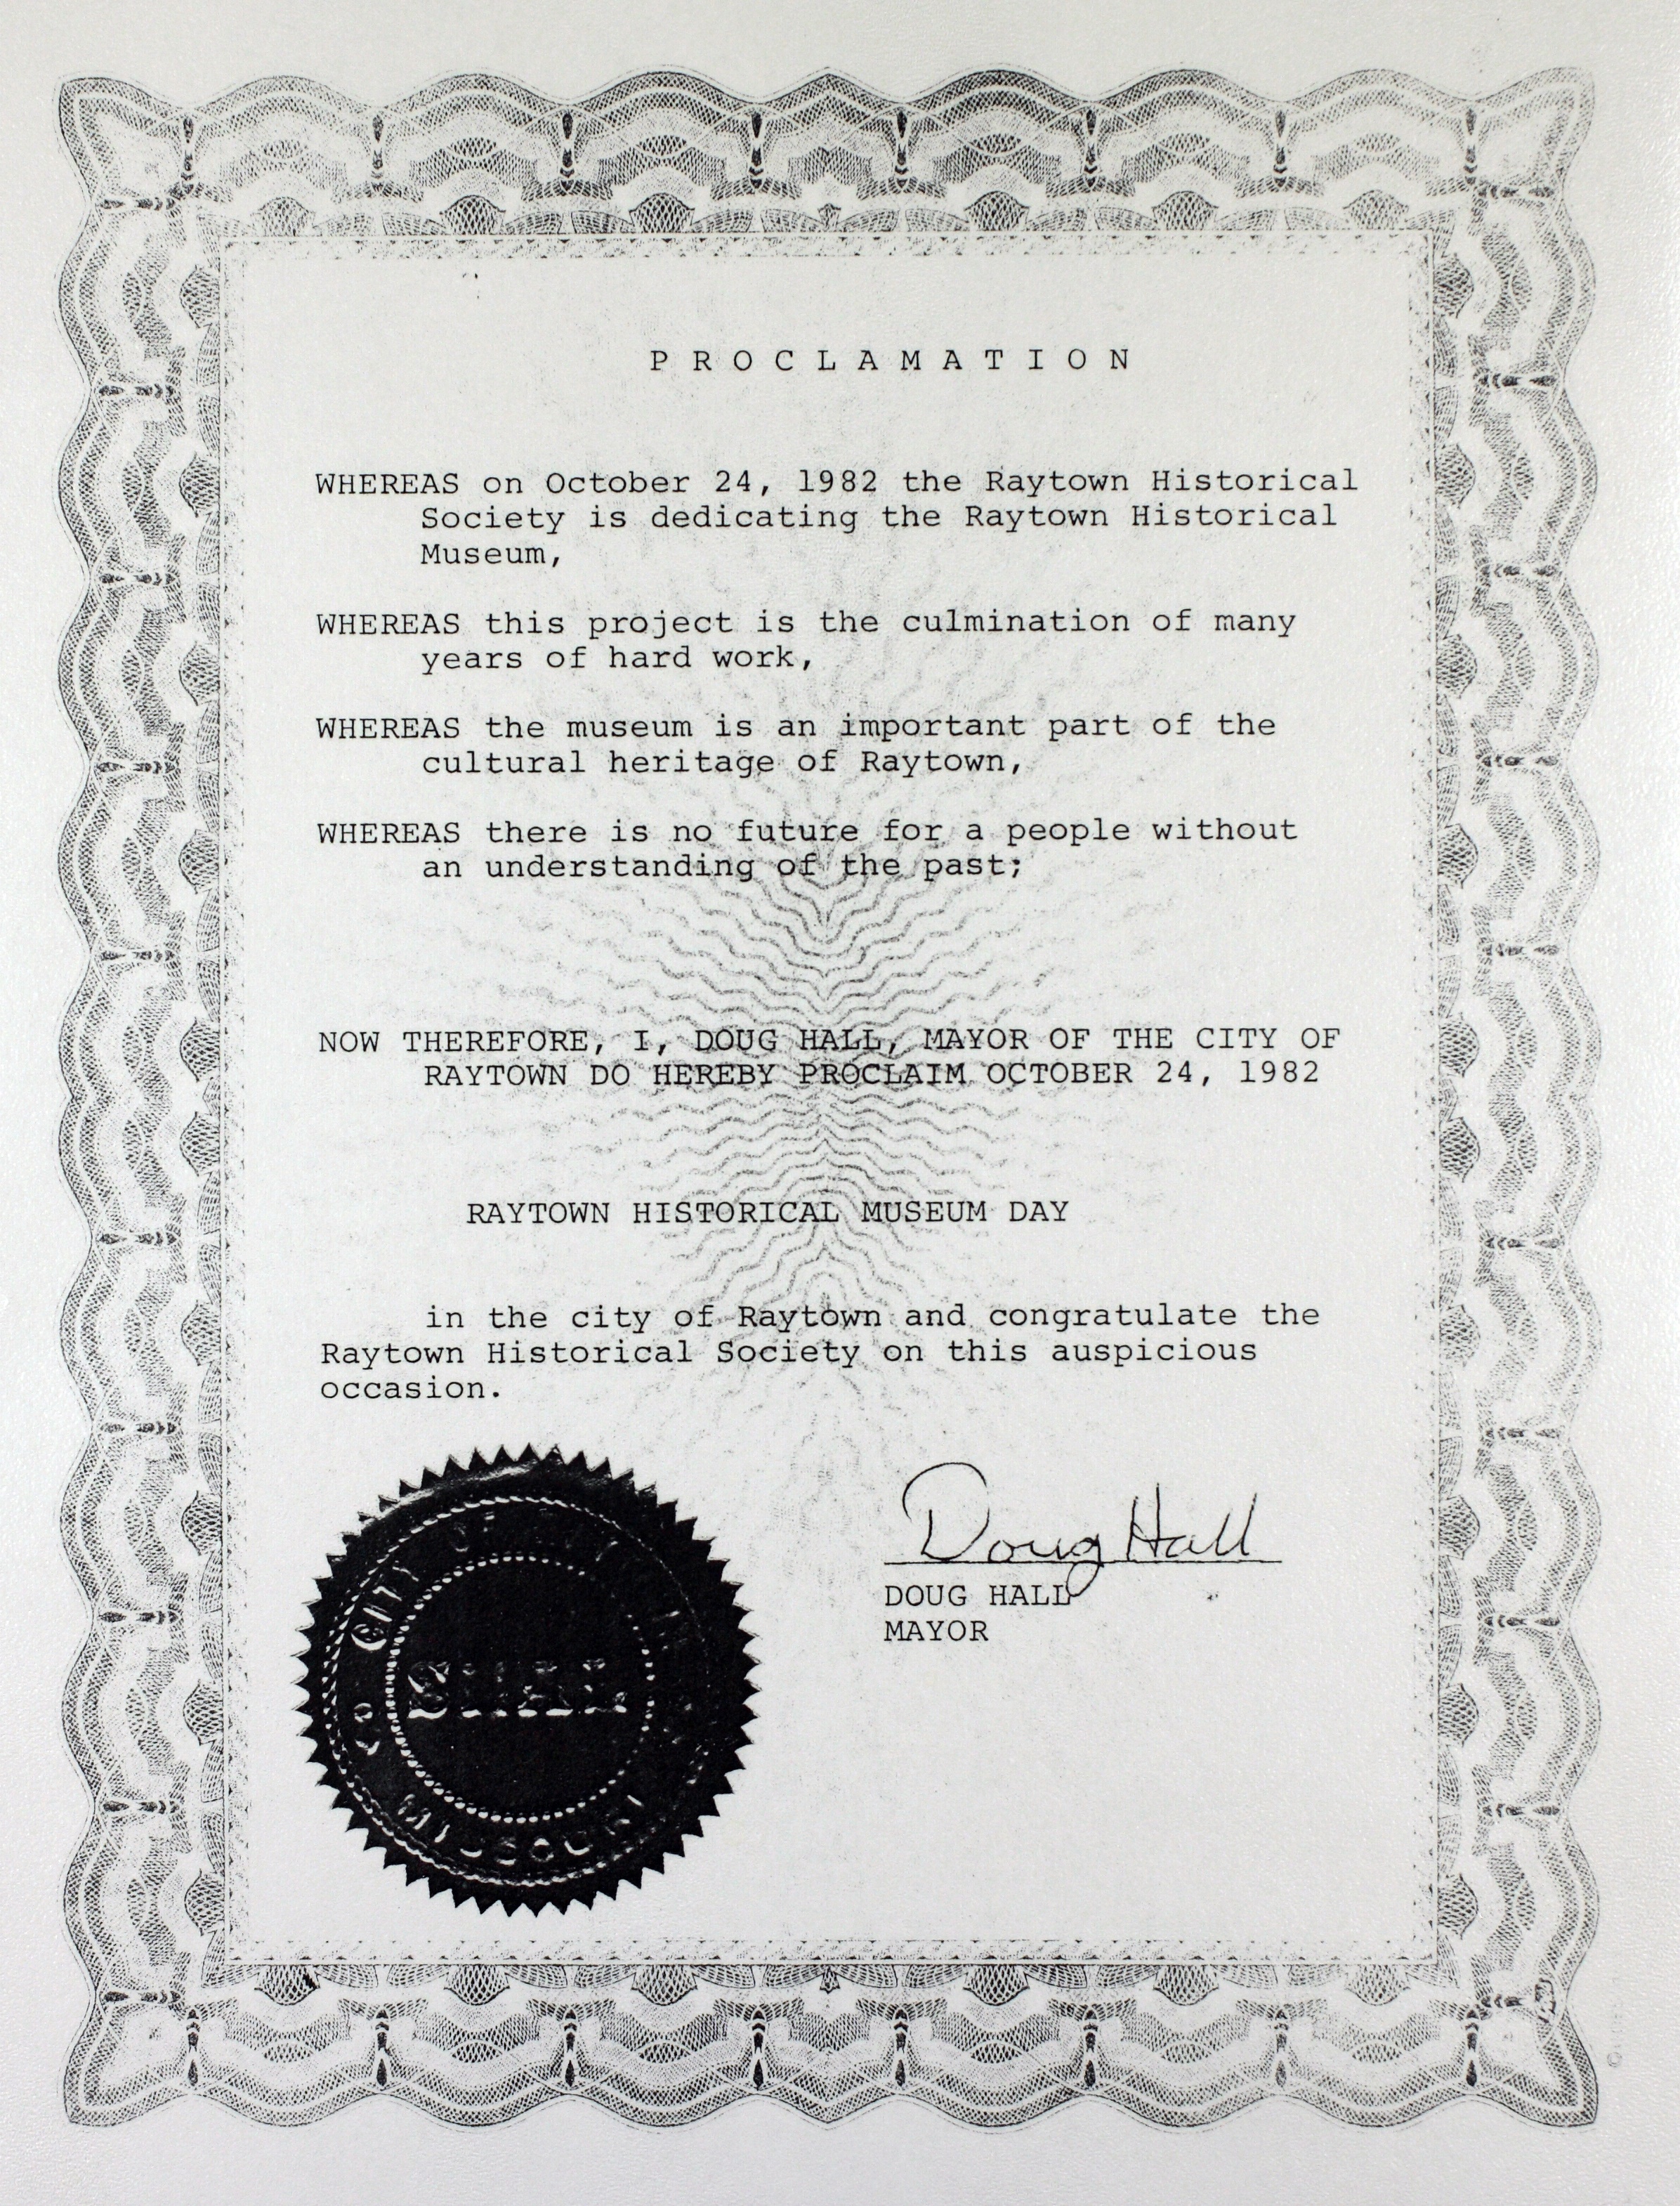 P R O C L A M A T I O N
WHEREAS on October 24, 1982 the Raytown Historical
Society is dedicating the Raytown Historical
Museum,
WHEREAS this project is the culmination of many
years of hard work,
WHEREAS the museum is an important part of the
cultural heritage of Raytown,
WHEREAS there is no future for a people without
an understanding of the past;
NOW THEREFORE, I, DOUG HALL, MAYOR OF THE CITY OF
RAYTOWN DO HEREBY PROCLAIM OCTOBER 24, 1982
RAYTOWN HISTORICAL MUSEUM DAY
in the city of Raytown and congratulate the
Raytown Historical Society on this auspicious
occasion.
Doug Hall
DOUG HALL
MAYOR
CITY OF
SEAL
MISSOURI